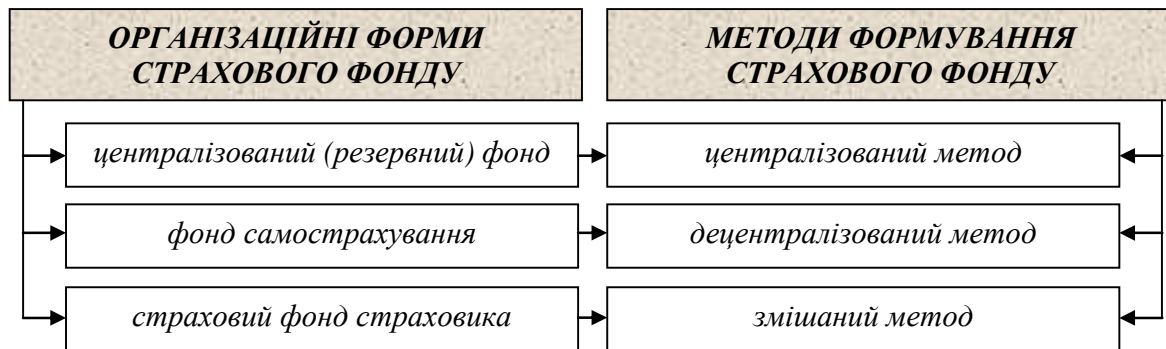 ОРГАНІЗАЦІЙНІ ФОРМИ
СТРАХОВОГО ФОНДУ
МЕТОДИ ФОРМУВАННЯ
СТРАХОВОГО ФОНДУ
централізований (резервний) фонд
централізований метод
фонд самострахування
децентралізований метод
страховий фонд страховика
змішаний метод